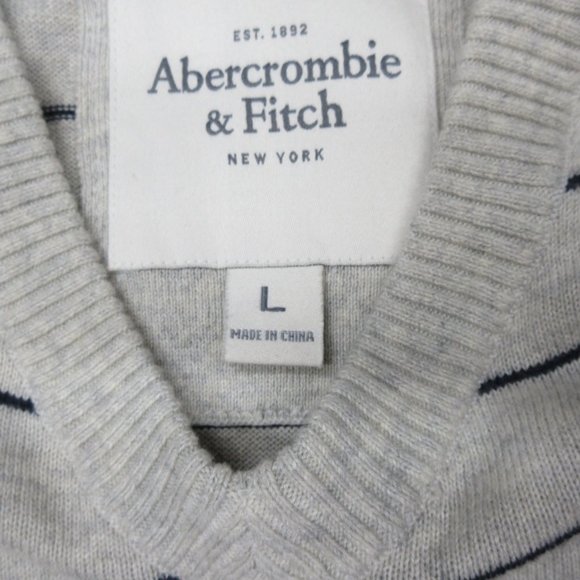 EST. 1892
Abercrombie
& Fitch
NEW YORK
L
MADE IN CHINA